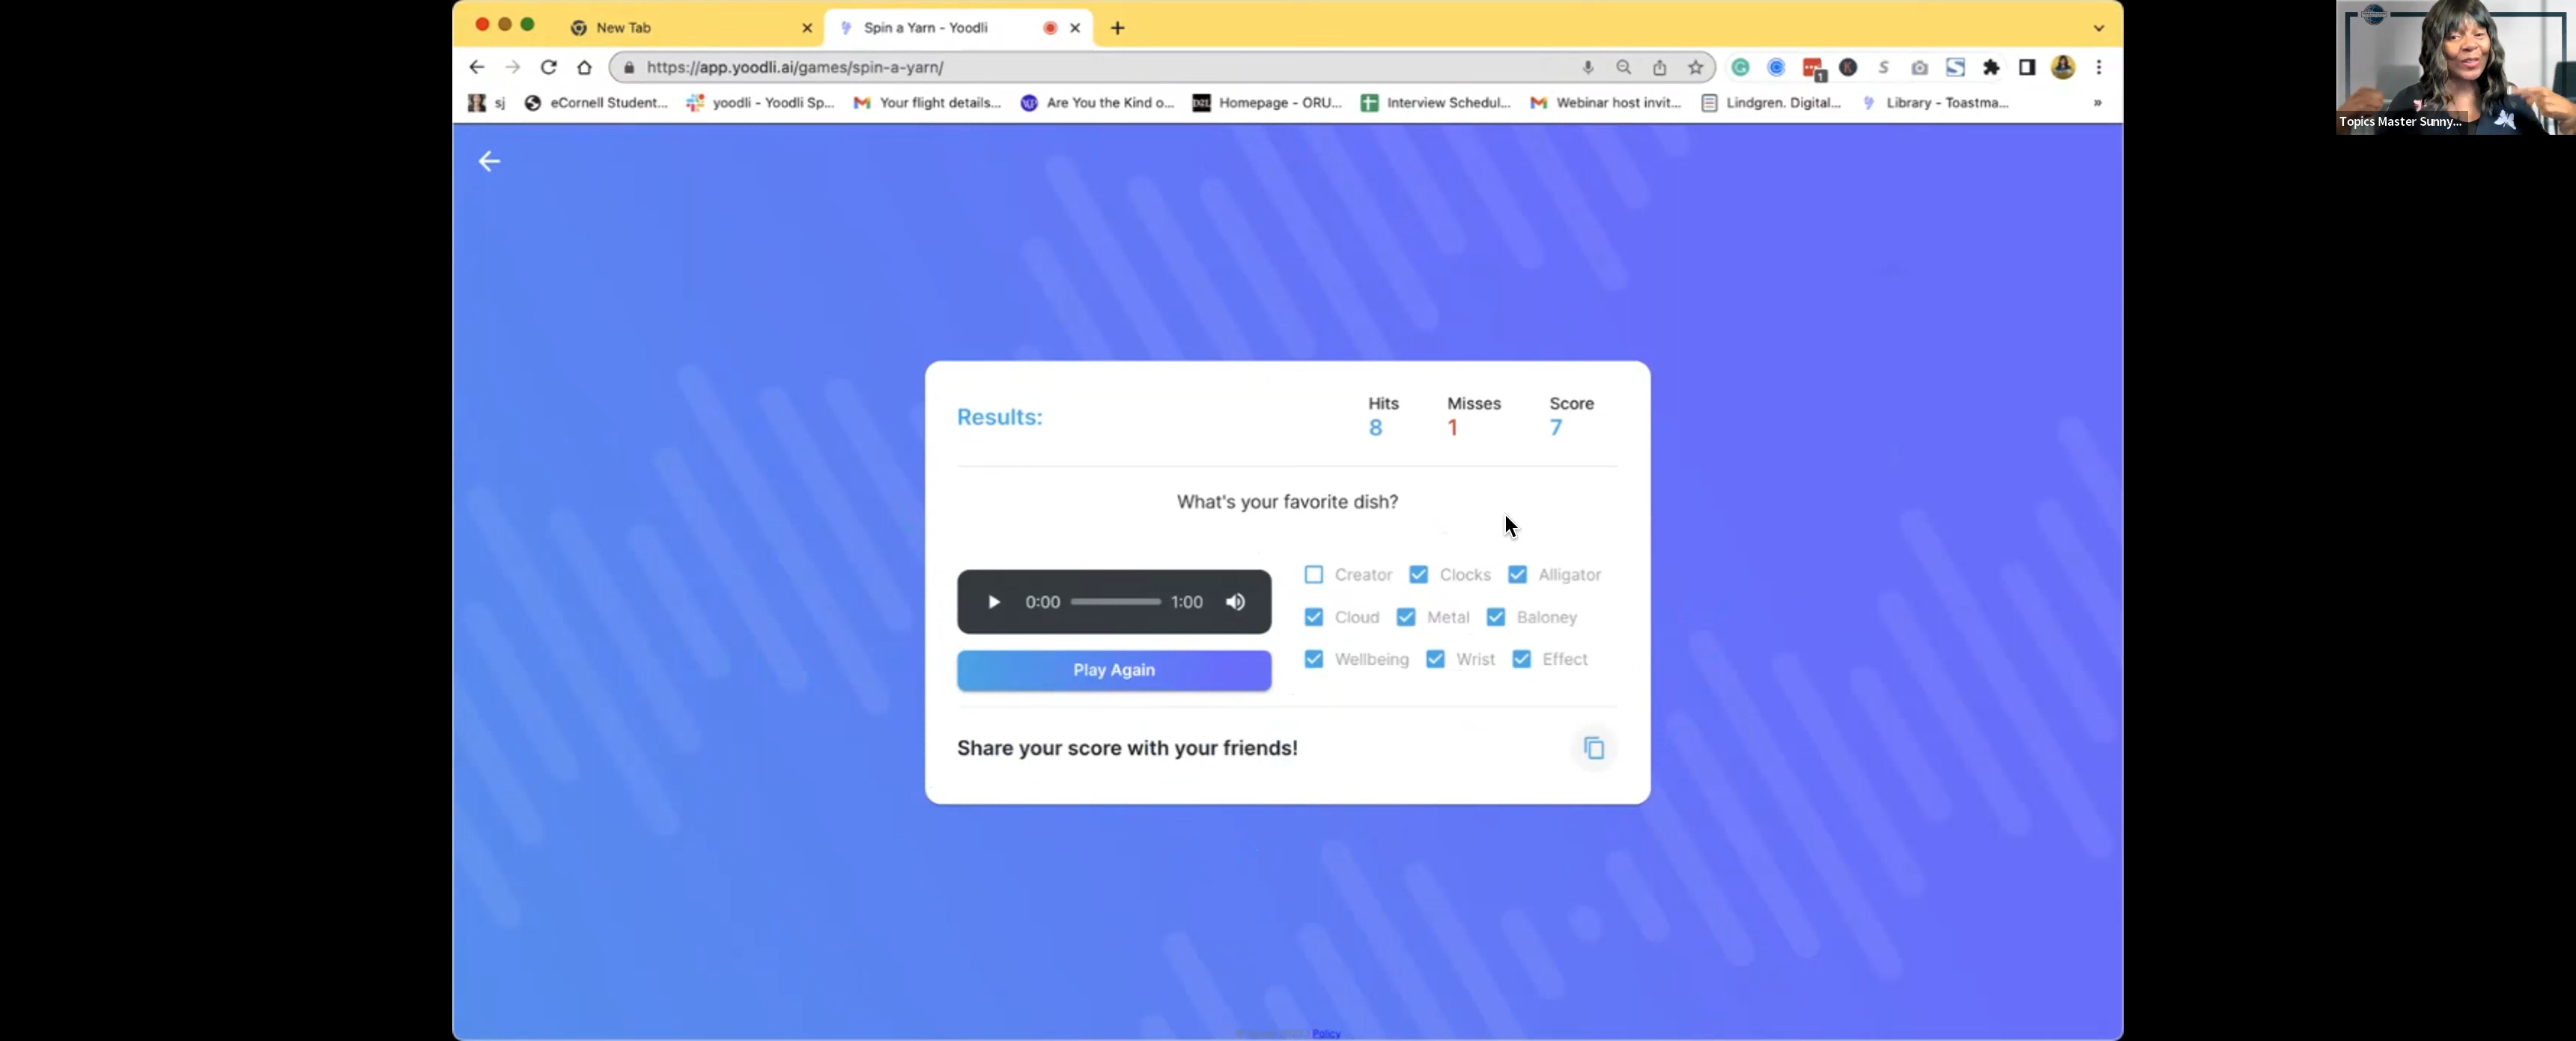 New Tab
Spin a Yarn - Yoodli
https://app.yoodli.ai/games/spin-a-yarn/
1
sj
eCornell Student...
yoodli - Yoodli Sp...
Your flight details...
Are You the Kind o...
Homepage - ORU...
Interview Schedul...
Webinar host invit...
Lindgren. Digital...
Library - Toastma...
»
Topics Master Sunny...
Results:
Hits Misses Score
8 1 7
What's your favorite dish?
Creator Clocks Alligator
0:00 1:00
Cloud Metal Baloney
Wellbeing Wrist Effect
Play Again
Share your score with your friends!
Policy